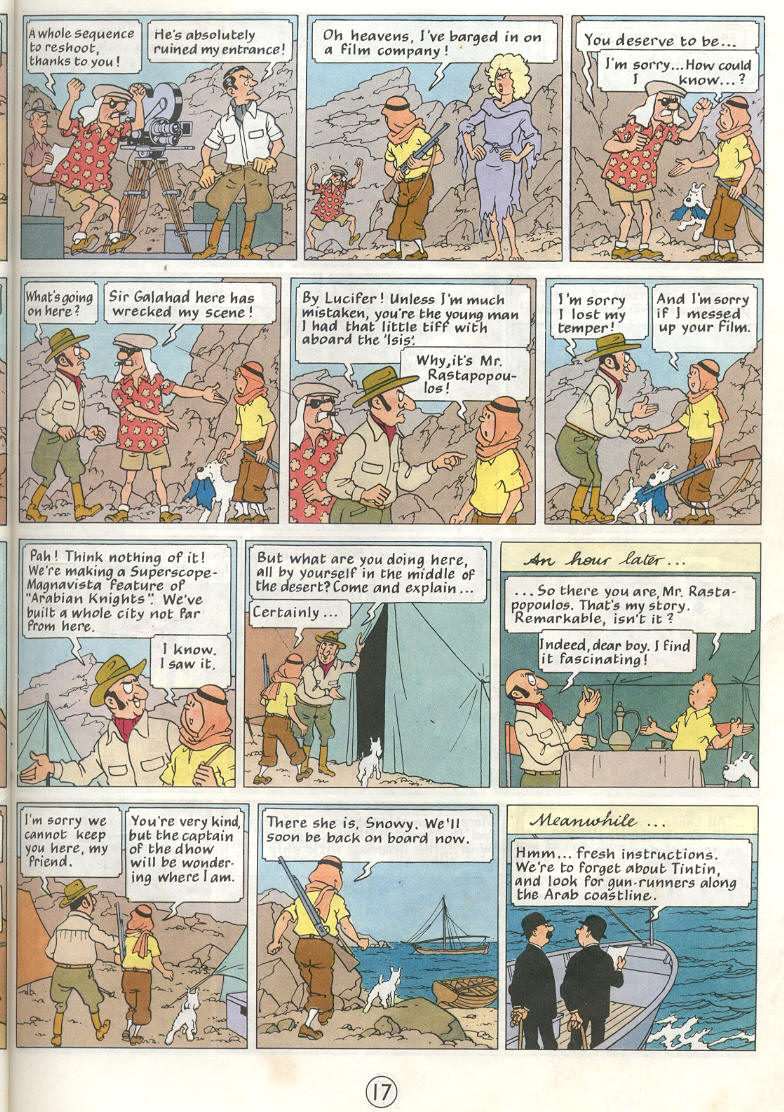 A whole sequence
to reshoot,
thanks to you!
He's absolutely
ruined my entrance!
Oh heavens, I've barged in on
a film company!
You deserve to be...
I'm sorry...How could
I know...?
What's going
on here?
Sir Galahad here has
wrecked my scene!
By Lucifer! Unless I'm much
mistaken, you're the young man
I had that little tiff with
aboard the 'Isis'.
Why, it's Mr.
Rastapopou-
los!
I'm sorry
I lost my
temper!
And I'm sorry
if I messed
up your film.
Pah! Think nothing of it!
We're making a Superscope-
Magnavista feature of
"Arabian Knights". We've
built a whole city not far
from here.
I know.
I saw it.
But what are you doing here,
all by yourself in the middle of
the desert? Come and explain...
Certainly...
An hour later...
...So there you are, Mr. Rasta-
popoulos. That's my story.
Remarkable, isn't it?
Indeed, dear boy. I find
it fascinating!
I'm sorry we
cannot keep
you here, my
friend.
You're very kind,
but the captain
of the dhow
will be wonder-
ing where I am.
There she is, Snowy. We'll
soon be back on board now.
Meanwhile...
Hmm... fresh instructions.
We're to forget about Tintin,
and look for gun-runners along
the Arab coastline.
17